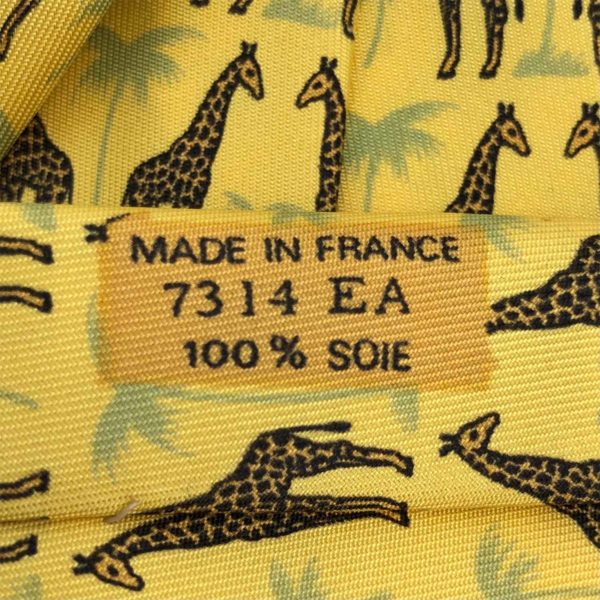 MADE IN FRANCE
7314 EA
100% SOIE